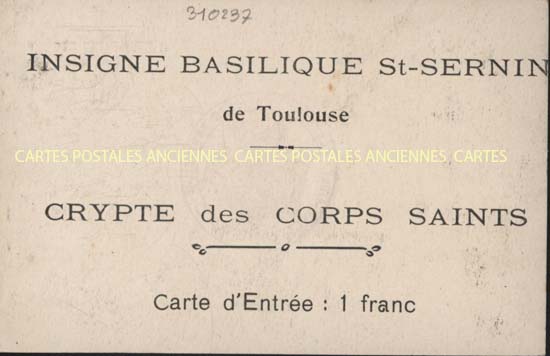 310237
INSIGNE BASILIQUE St-SERNIN
de Toulouse
CARTES POSTALES ANCIENNES CARTES POSTALES ANCIENNES CARTES
CRYPTE des CORPS SAINTS
Carte d'Entrée : 1 franc